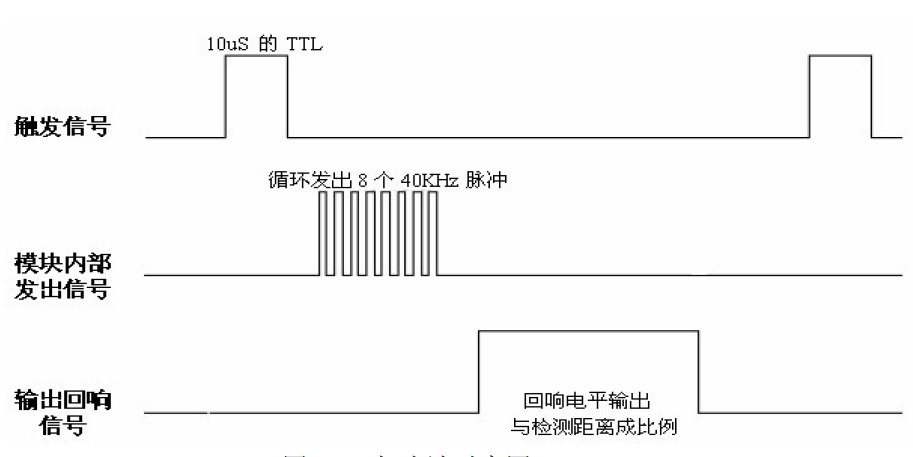 10uS 的 TTL
触发信号
循环发出 8 个 40KHz 脉冲
模块内部
发出信号
输出回响
信号
回响电平输出
与检测距离成比例